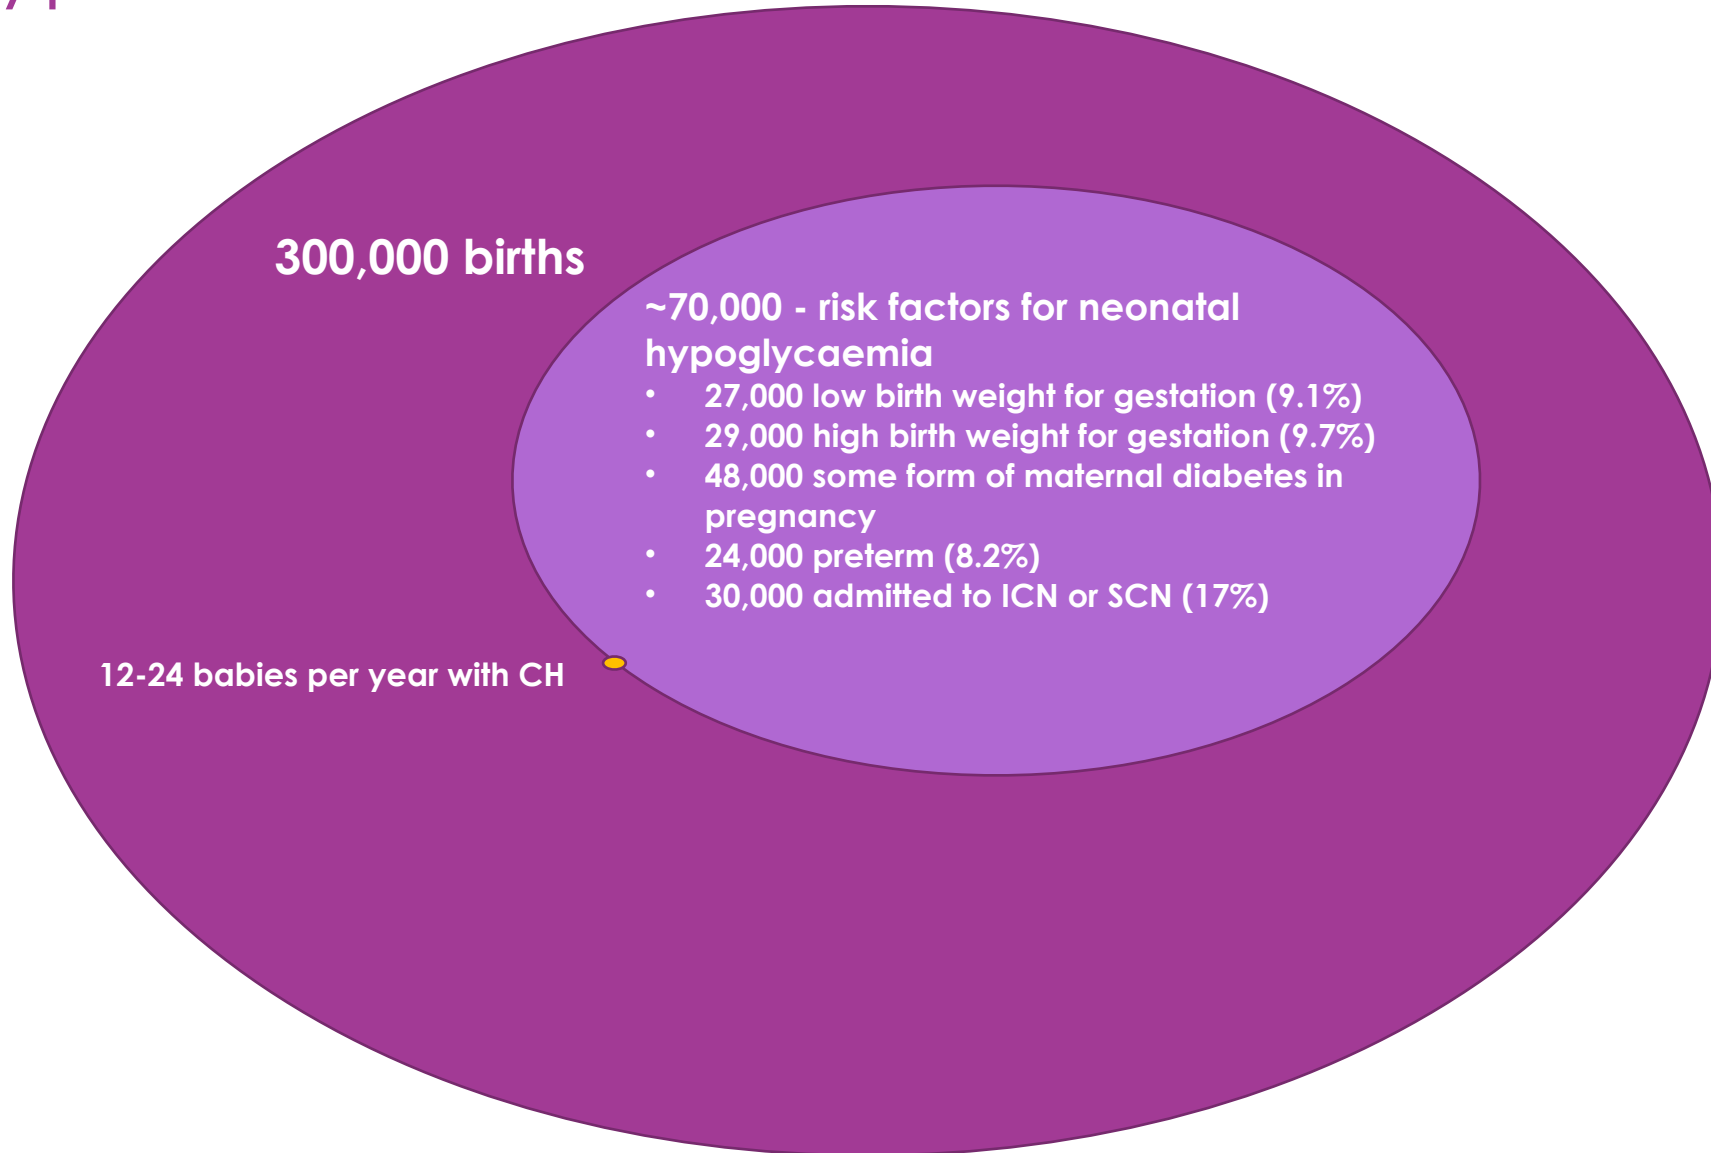 300,000 births
~70,000 - risk factors for neonatal
hypoglycaemia
• 27,000 low birth weight for gestation (9.1%)
• 29,000 high birth weight for gestation (9.7%)
• 48,000 some form of maternal diabetes in
pregnancy
• 24,000 preterm (8.2%)
• 30,000 admitted to ICN or SCN (17%)
12-24 babies per year with CH